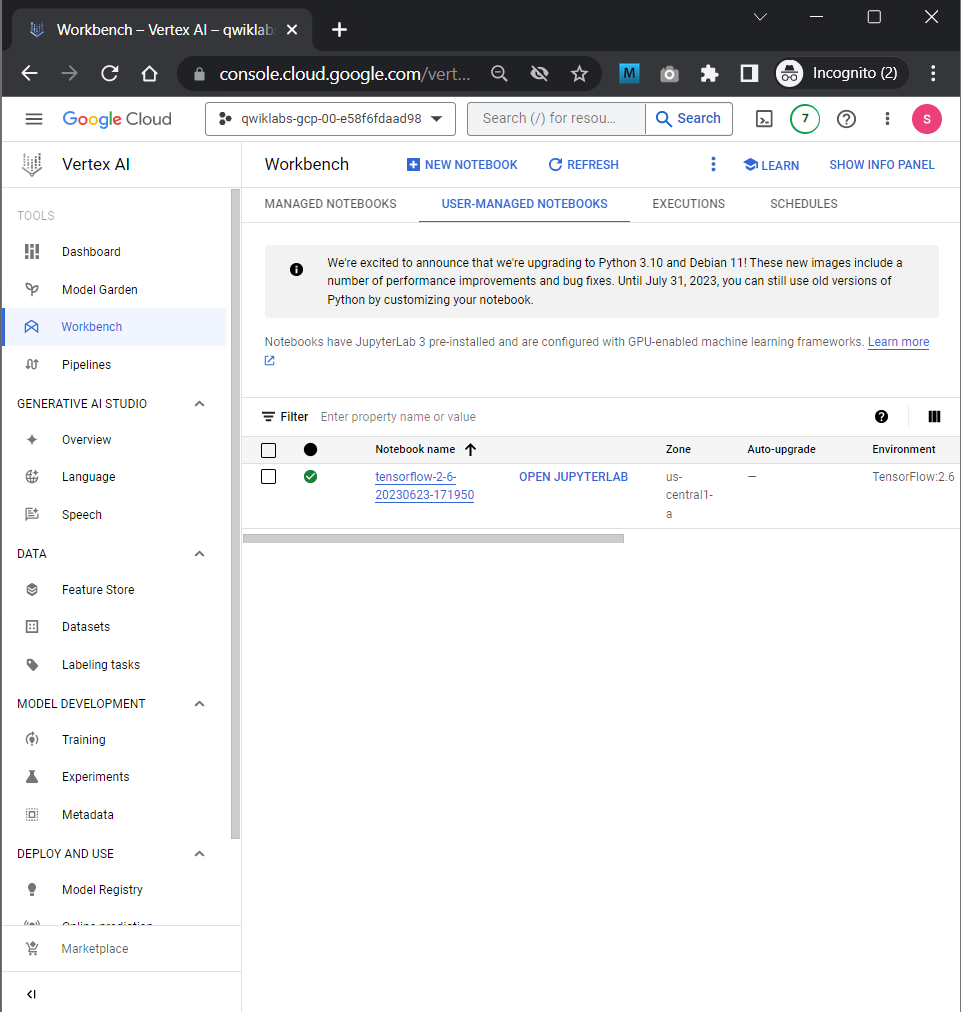 Workbench – Vertex AI – qwiklab
console.cloud.google.com/vert...
M
Incognito (2)
Google Cloud
qwiklabs-gcp-00-e58f6fdaad98
Search (/) for resou...
Search
7
S
Vertex AI
Workbench
NEW NOTEBOOK
REFRESH
LEARN
SHOW INFO PANEL
MANAGED NOTEBOOKS
USER-MANAGED NOTEBOOKS
EXECUTIONS
SCHEDULES
TOOLS
Dashboard
Model Garden
Workbench
Pipelines
GENERATIVE AI STUDIO
Overview
Language
Speech
DATA
Feature Store
Datasets
Labeling tasks
MODEL DEVELOPMENT
Training
Experiments
Metadata
DEPLOY AND USE
Model Registry
Online prediction
Marketplace
We're excited to announce that we're upgrading to Python 3.10 and Debian 11! These new images include a
number of performance improvements and bug fixes. Until July 31, 2023, you can still use old versions of
Python by customizing your notebook.
Notebooks have JupyterLab 3 pre-installed and are configured with GPU-enabled machine learning frameworks. Learn more
Filter Enter property name or value
Notebook name
Zone
Auto-upgrade
Environment
tensorflow-2-6-
20230623-171950
OPEN JUPYTERLAB
us-
central1-
a
—
TensorFlow:2.6